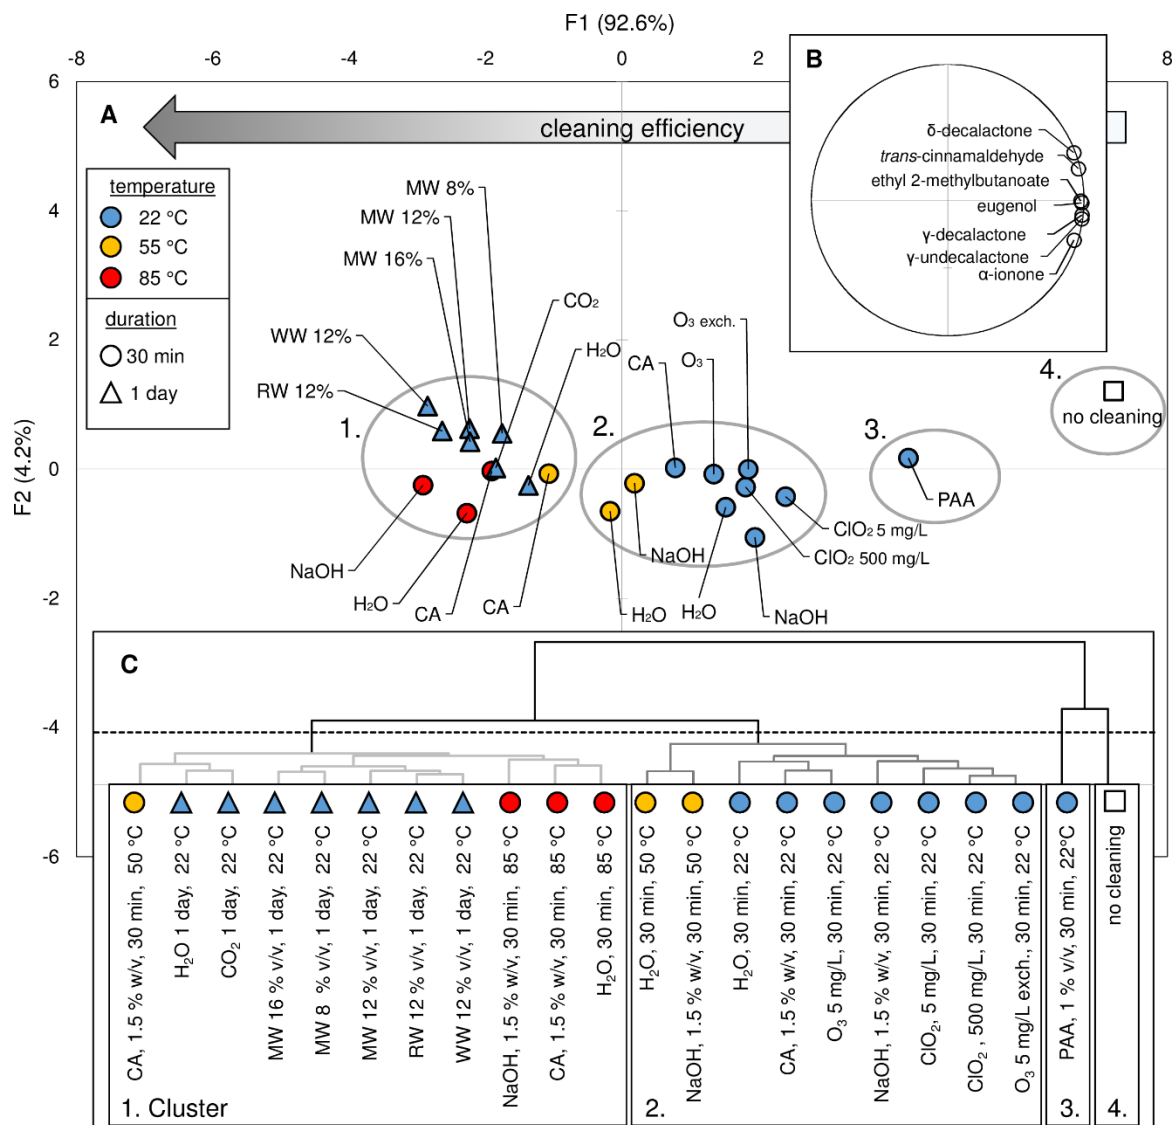 F1 (92.6%)
-8
-6
-4
-2
0
2
8
6
4
2
0
-2
-4
-6
F2 (4.2%)
A
cleaning efficiency
temperature
22 °C
55 °C
85 °C
duration
30 min
1 day
B
δ-decalactone
trans-cinnamaldehyde
ethyl 2-methylbutanoate
eugenol
γ-decalactone
γ-undecalactone
α-ionone
MW 8%
MW 12%
MW 16%
WW 12%
RW 12%
CO₂
H₂O
1.
NaOH
H₂O
CA
CA
O₃ exch.
O₃
CA
2.
NaOH
H₂O
H₂O
NaOH
ClO₂ 5 mg/L
ClO₂ 500 mg/L
3.
PAA
4.
no cleaning
C
CA, 1.5 % w/v, 30 min, 50 °C
H₂O 1 day, 22 °C
CO₂ 1 day, 22 °C
MW 16 % v/v, 1 day, 22 °C
MW 8 % v/v, 1 day, 22 °C
MW 12 % v/v, 1 day, 22 °C
RW 12 % v/v, 1 day, 22 °C
WW 12 % v/v, 1 day, 22 °C
NaOH, 1.5 % w/v, 30 min, 85 °C
CA, 1.5 % w/v, 30 min, 85 °C
H₂O, 30 min, 85 °C
H₂O, 30 min, 50 °C
NaOH, 1.5 % w/v, 30 min, 50 °C
H₂O, 30 min, 22 °C
CA, 1.5 % w/v, 30 min, 22 °C
O₃ 5 mg/L, 30 min, 22 °C
NaOH, 1.5 % w/v, 30 min, 22 °C
ClO₂, 5 mg/L, 30 min, 22 °C
ClO₂ , 500 mg/L, 30 min, 22 °C
O₃ 5 mg/L exch., 30 min, 22 °C
PAA, 1 % v/v, 30 min, 22°C
no cleaning
1. Cluster
2.
3.
4.